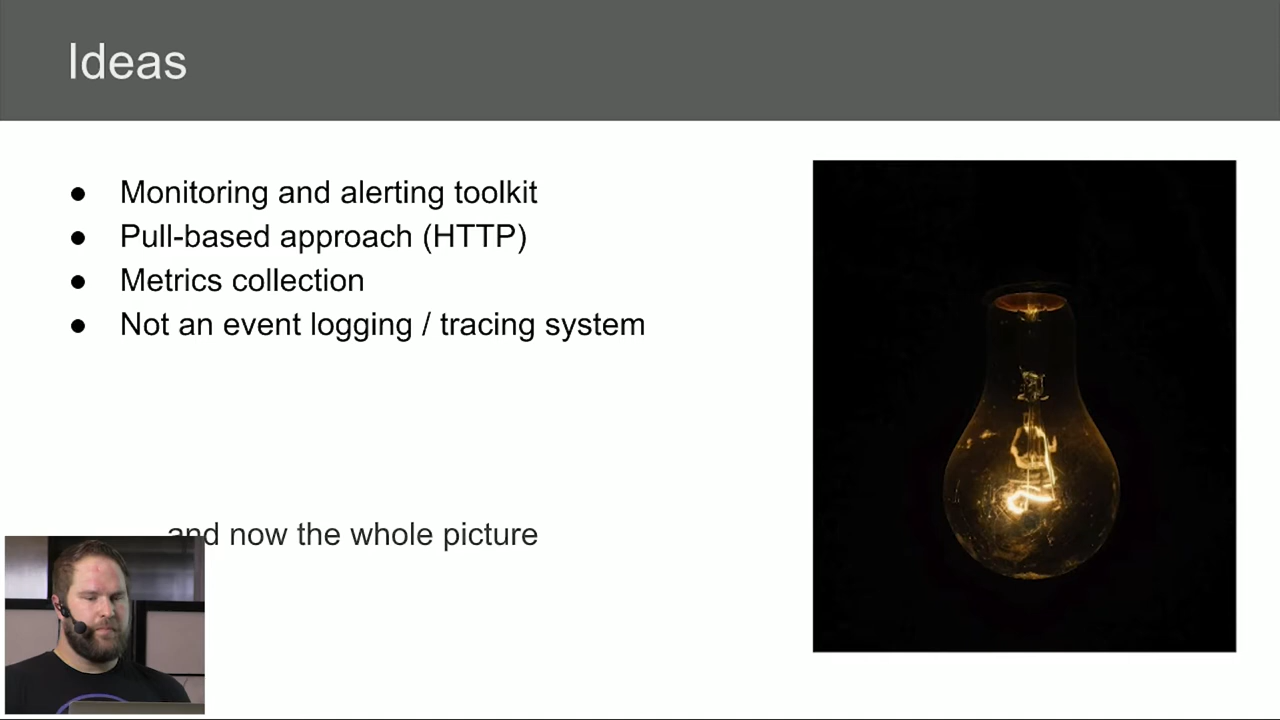 Ideas
● Monitoring and alerting toolkit
● Pull-based approach (HTTP)
● Metrics collection
● Not an event logging / tracing system
and now the whole picture